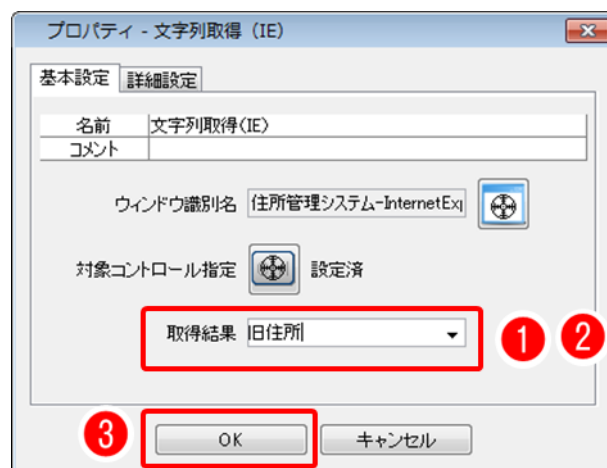 プロパティ - 文字列取得（IE）
基本設定 詳細設定
名前 文字列取得(IE)
コメント
ウィンドウ識別名 住所管理システム-InternetExp
対象コントロール指定 設定済
取得結果 旧住所
1 2
3 OK キャンセル